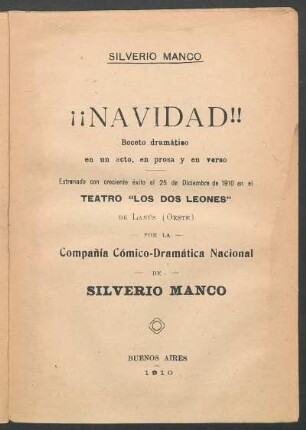 SILVERIO MANCO
¡¡NAVIDAD!!
Boceto dramático
en un acto, en prosa y en verso
Estrenado con creciente éxito el 25 de Diciembre de 1910 en el
TEATRO "LOS DOS LEONES"
DE LANÚS (OESTE)
— POR LA —
Compañía Cómico-Dramática Nacional
— DE —
SILVERIO MANCO
BUENOS AIRES
—
1910